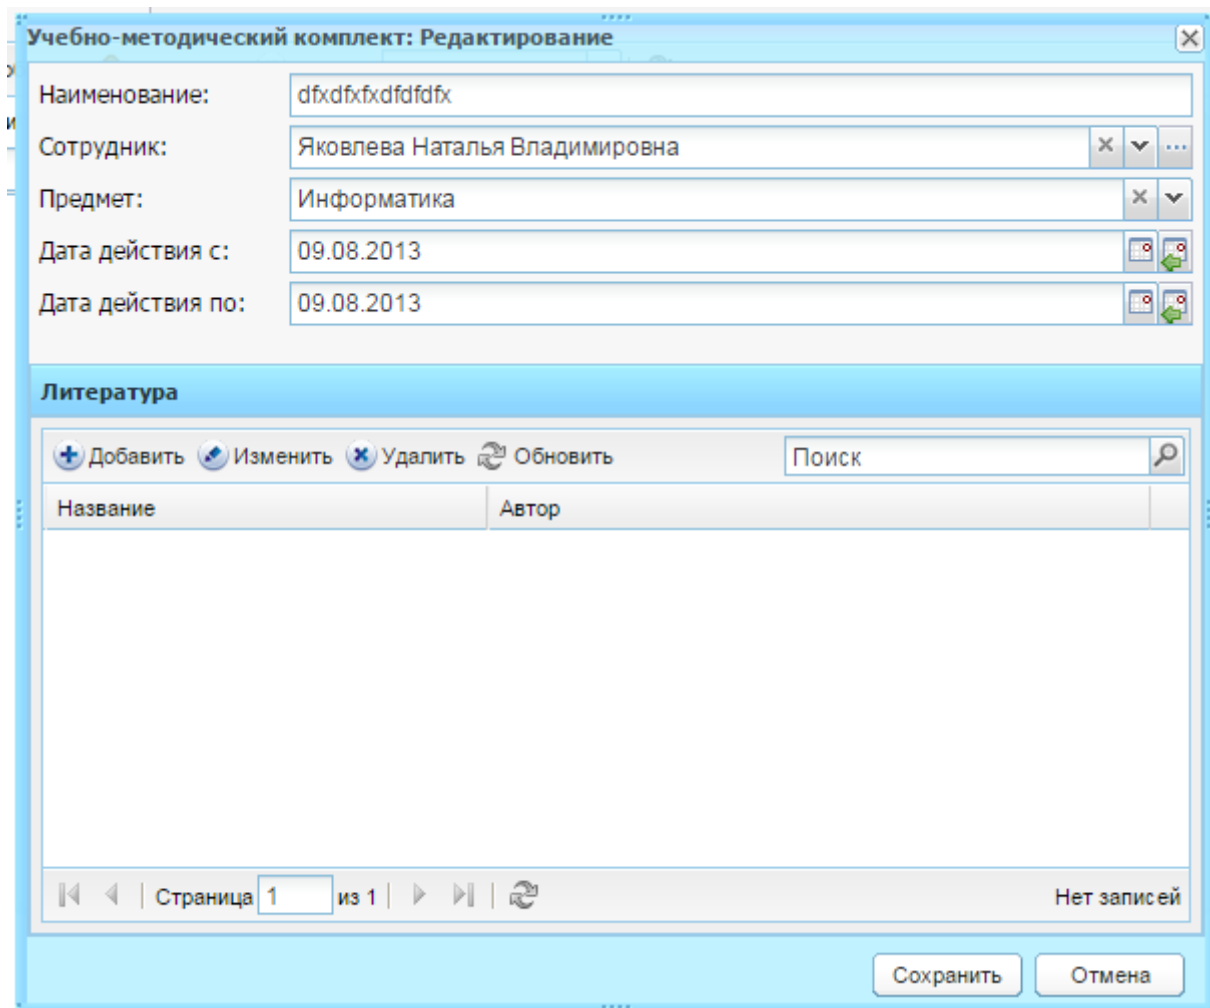 Учебно-методический комплект: Редактирование
Наименование: dfxdfxfxdfdfdfx
Сотрудник: Яковлева Наталья Владимировна
Предмет: Информатика
Дата действия с: 09.08.2013
Дата действия по: 09.08.2013
Литература
Добавить Изменить Удалить Обновить Поиск
Название Автор
Страница 1 из 1 Нет записей
Сохранить Отмена